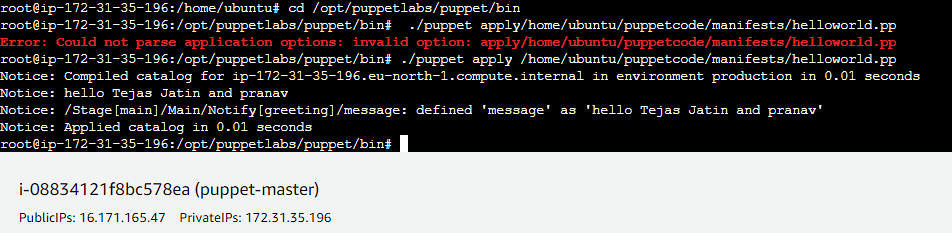 root@ip-172-31-35-196:/home/ubuntu# cd /opt/puppetlabs/puppet/bin
root@ip-172-31-35-196:/opt/puppetlabs/puppet/bin#  ./puppet apply/home/ubuntu/puppetcode/manifests/helloworld.pp
Error: Could not parse application options: invalid option: apply/home/ubuntu/puppetcode/manifests/helloworld.pp
root@ip-172-31-35-196:/opt/puppetlabs/puppet/bin# ./puppet apply /home/ubuntu/puppetcode/manifests/helloworld.pp
Notice: Compiled catalog for ip-172-31-35-196.eu-north-1.compute.internal in environment production in 0.01 seconds
Notice: hello Tejas Jatin and pranav
Notice: /Stage[main]/Main/Notify[greeting]/message: defined 'message' as 'hello Tejas Jatin and pranav'
Notice: Applied catalog in 0.01 seconds
root@ip-172-31-35-196:/opt/puppetlabs/puppet/bin#
i-08834121f8bc578ea (puppet-master)
PublicIPs: 16.171.165.47 PrivateIPs: 172.31.35.196